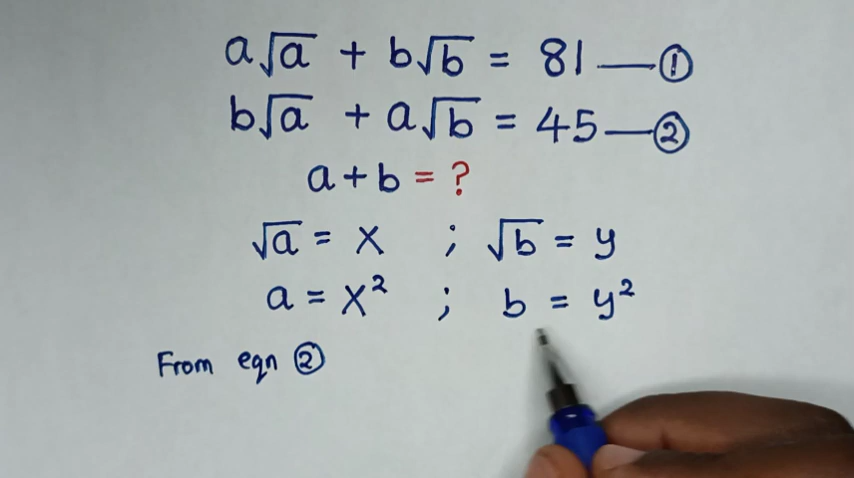 a√a + b√b = 81 —— ①
b√a + a√b = 45 —— ②
a + b = ?
√a = x ; √b = y
a = x² ; b = y²
From eqn ②